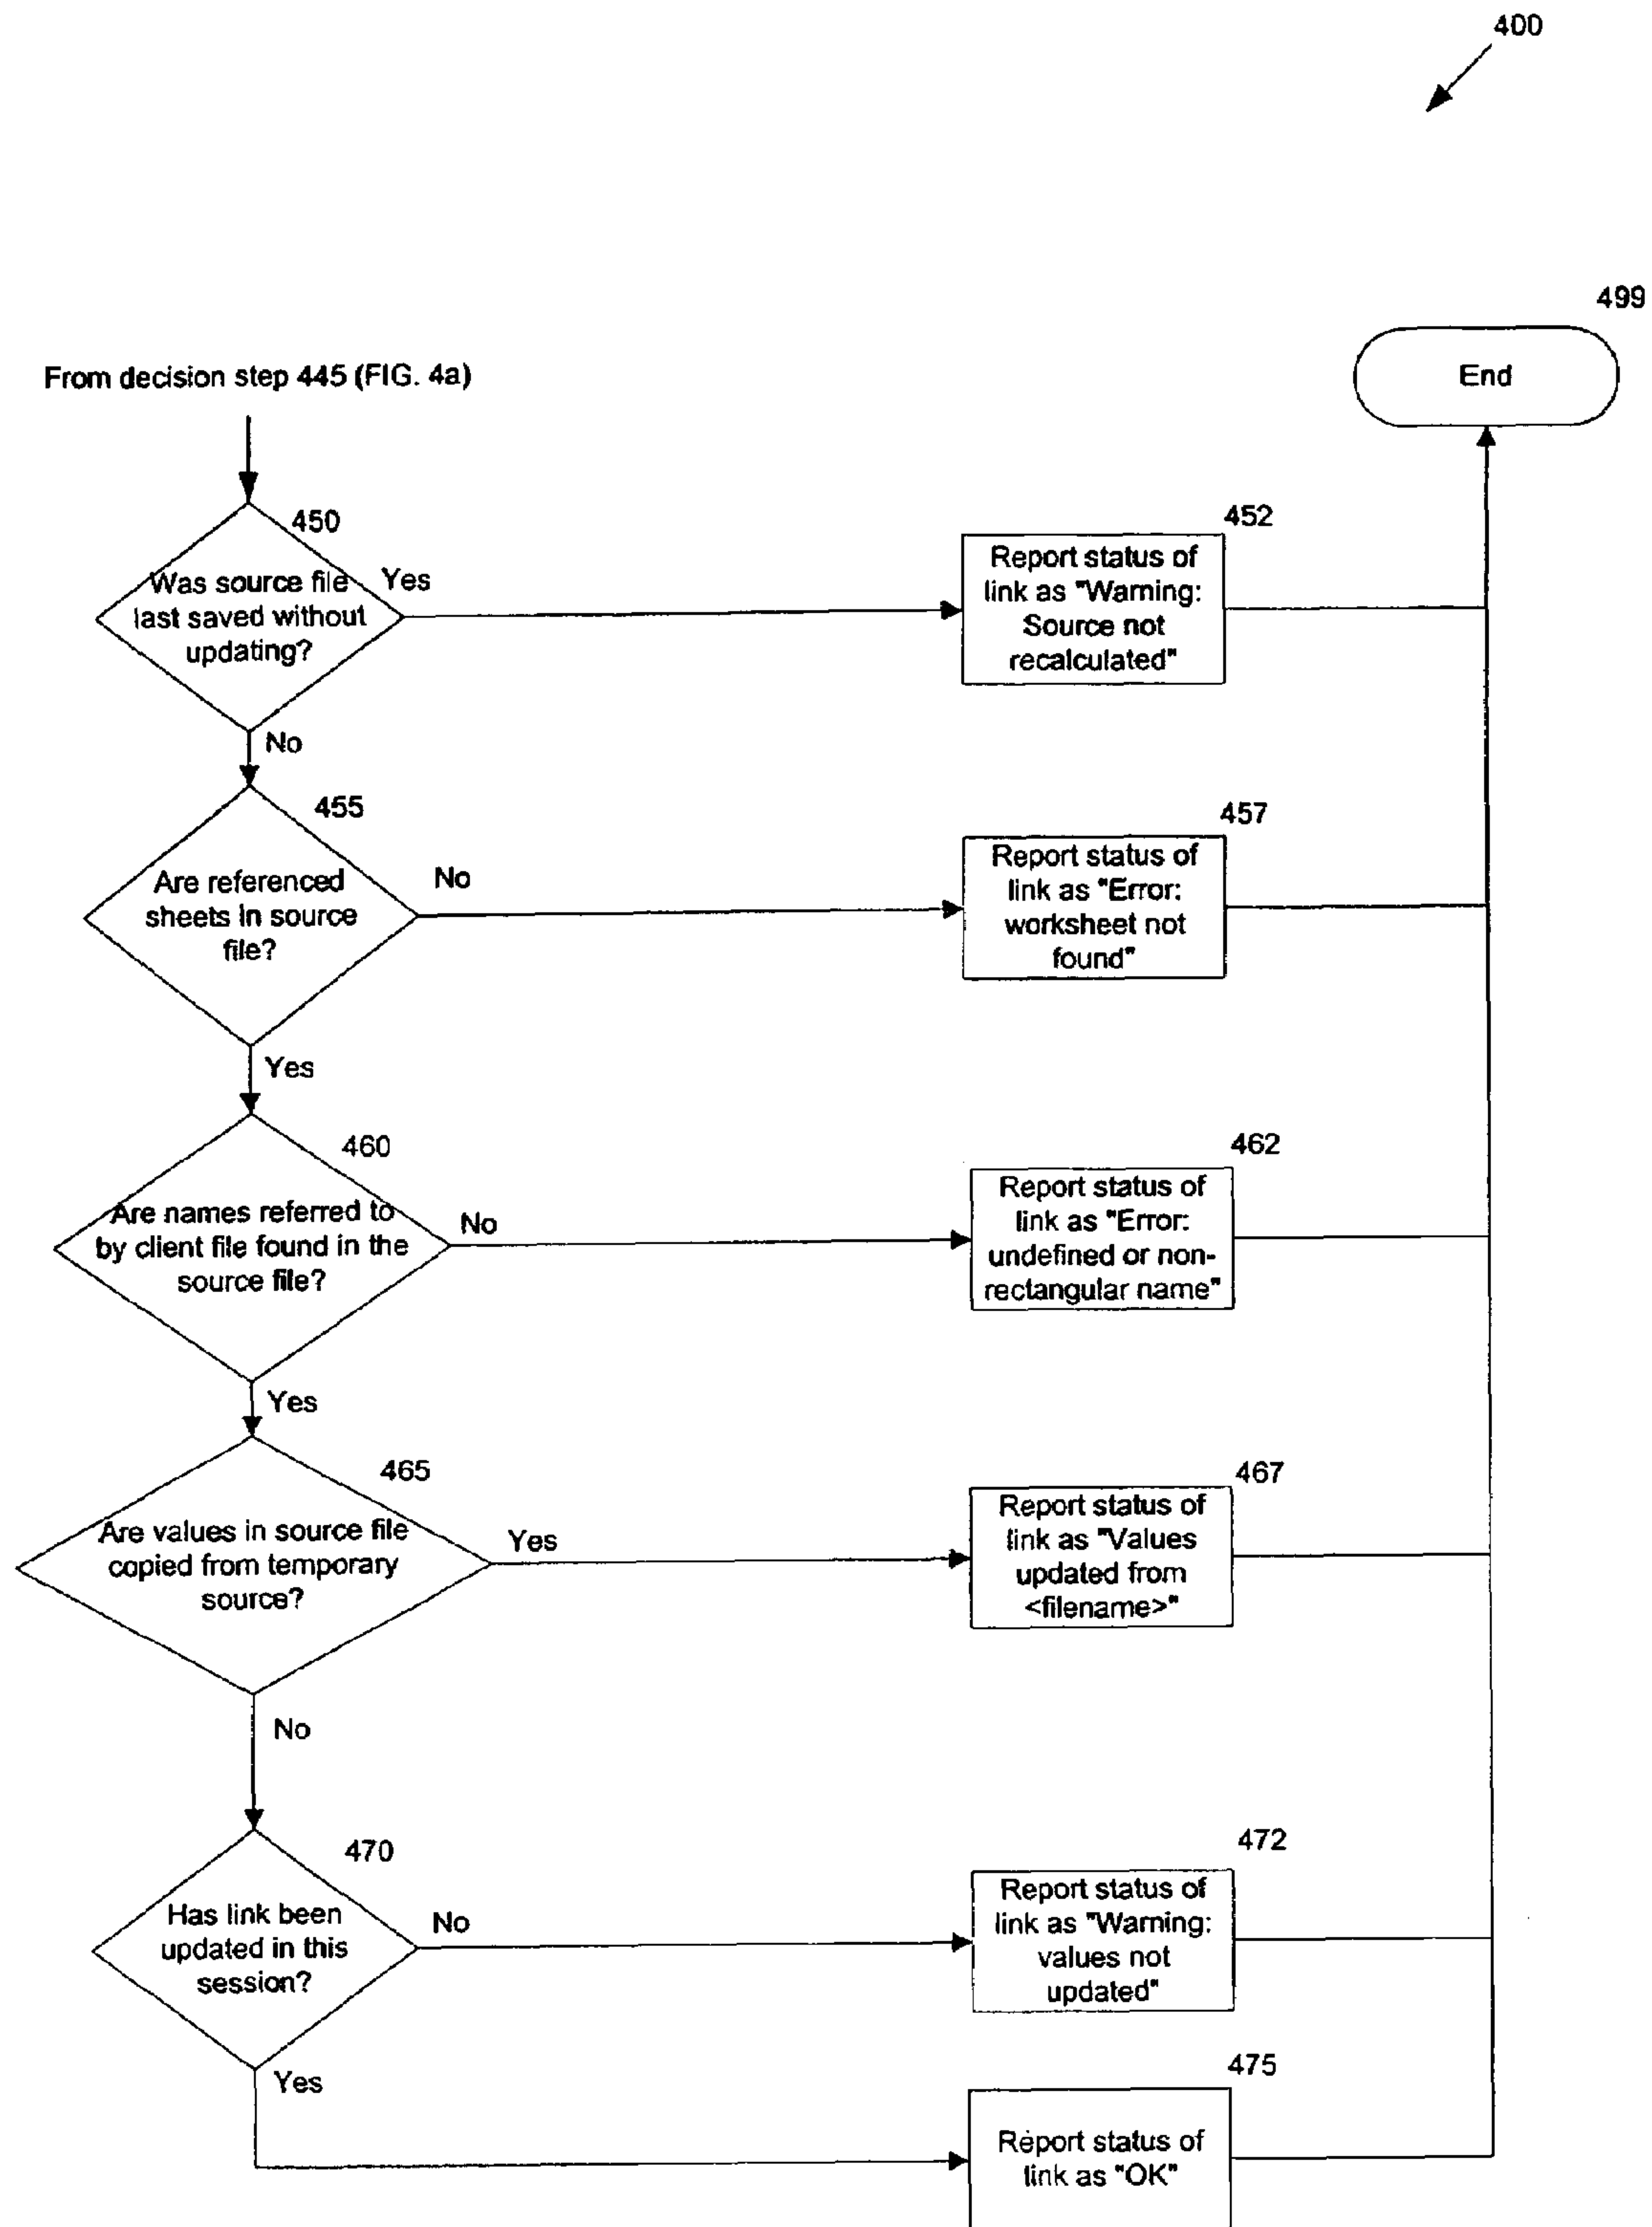 400
499
End
From decision step 445 (FIG. 4a)
450
Was source file
last saved without
updating?
Yes
No
452
Report status of
link as "Warning:
Source not
recalculated"
455
Are referenced
sheets in source
file?
No
Yes
457
Report status of
link as "Error:
worksheet not
found"
460
Are names referred to
by client file found in the
source file?
No
Yes
462
Report status of
link as "Error:
undefined or non-
rectangular name"
465
Are values in source file
copied from temporary
source?
Yes
No
467
Report status of
link as "Values
updated from
<filename>"
470
Has link been
updated in this
session?
No
Yes
472
Report status of
link as "Warning:
values not
updated"
475
Report status of
link as "OK"